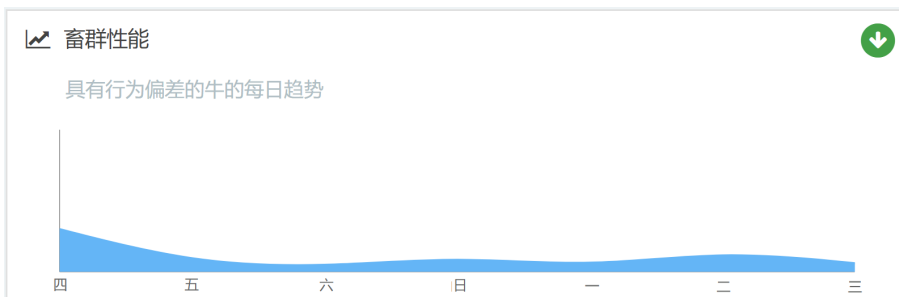 畜群性能
具有行为偏差的牛的每日趋势
四 五 六 日 一 二 三